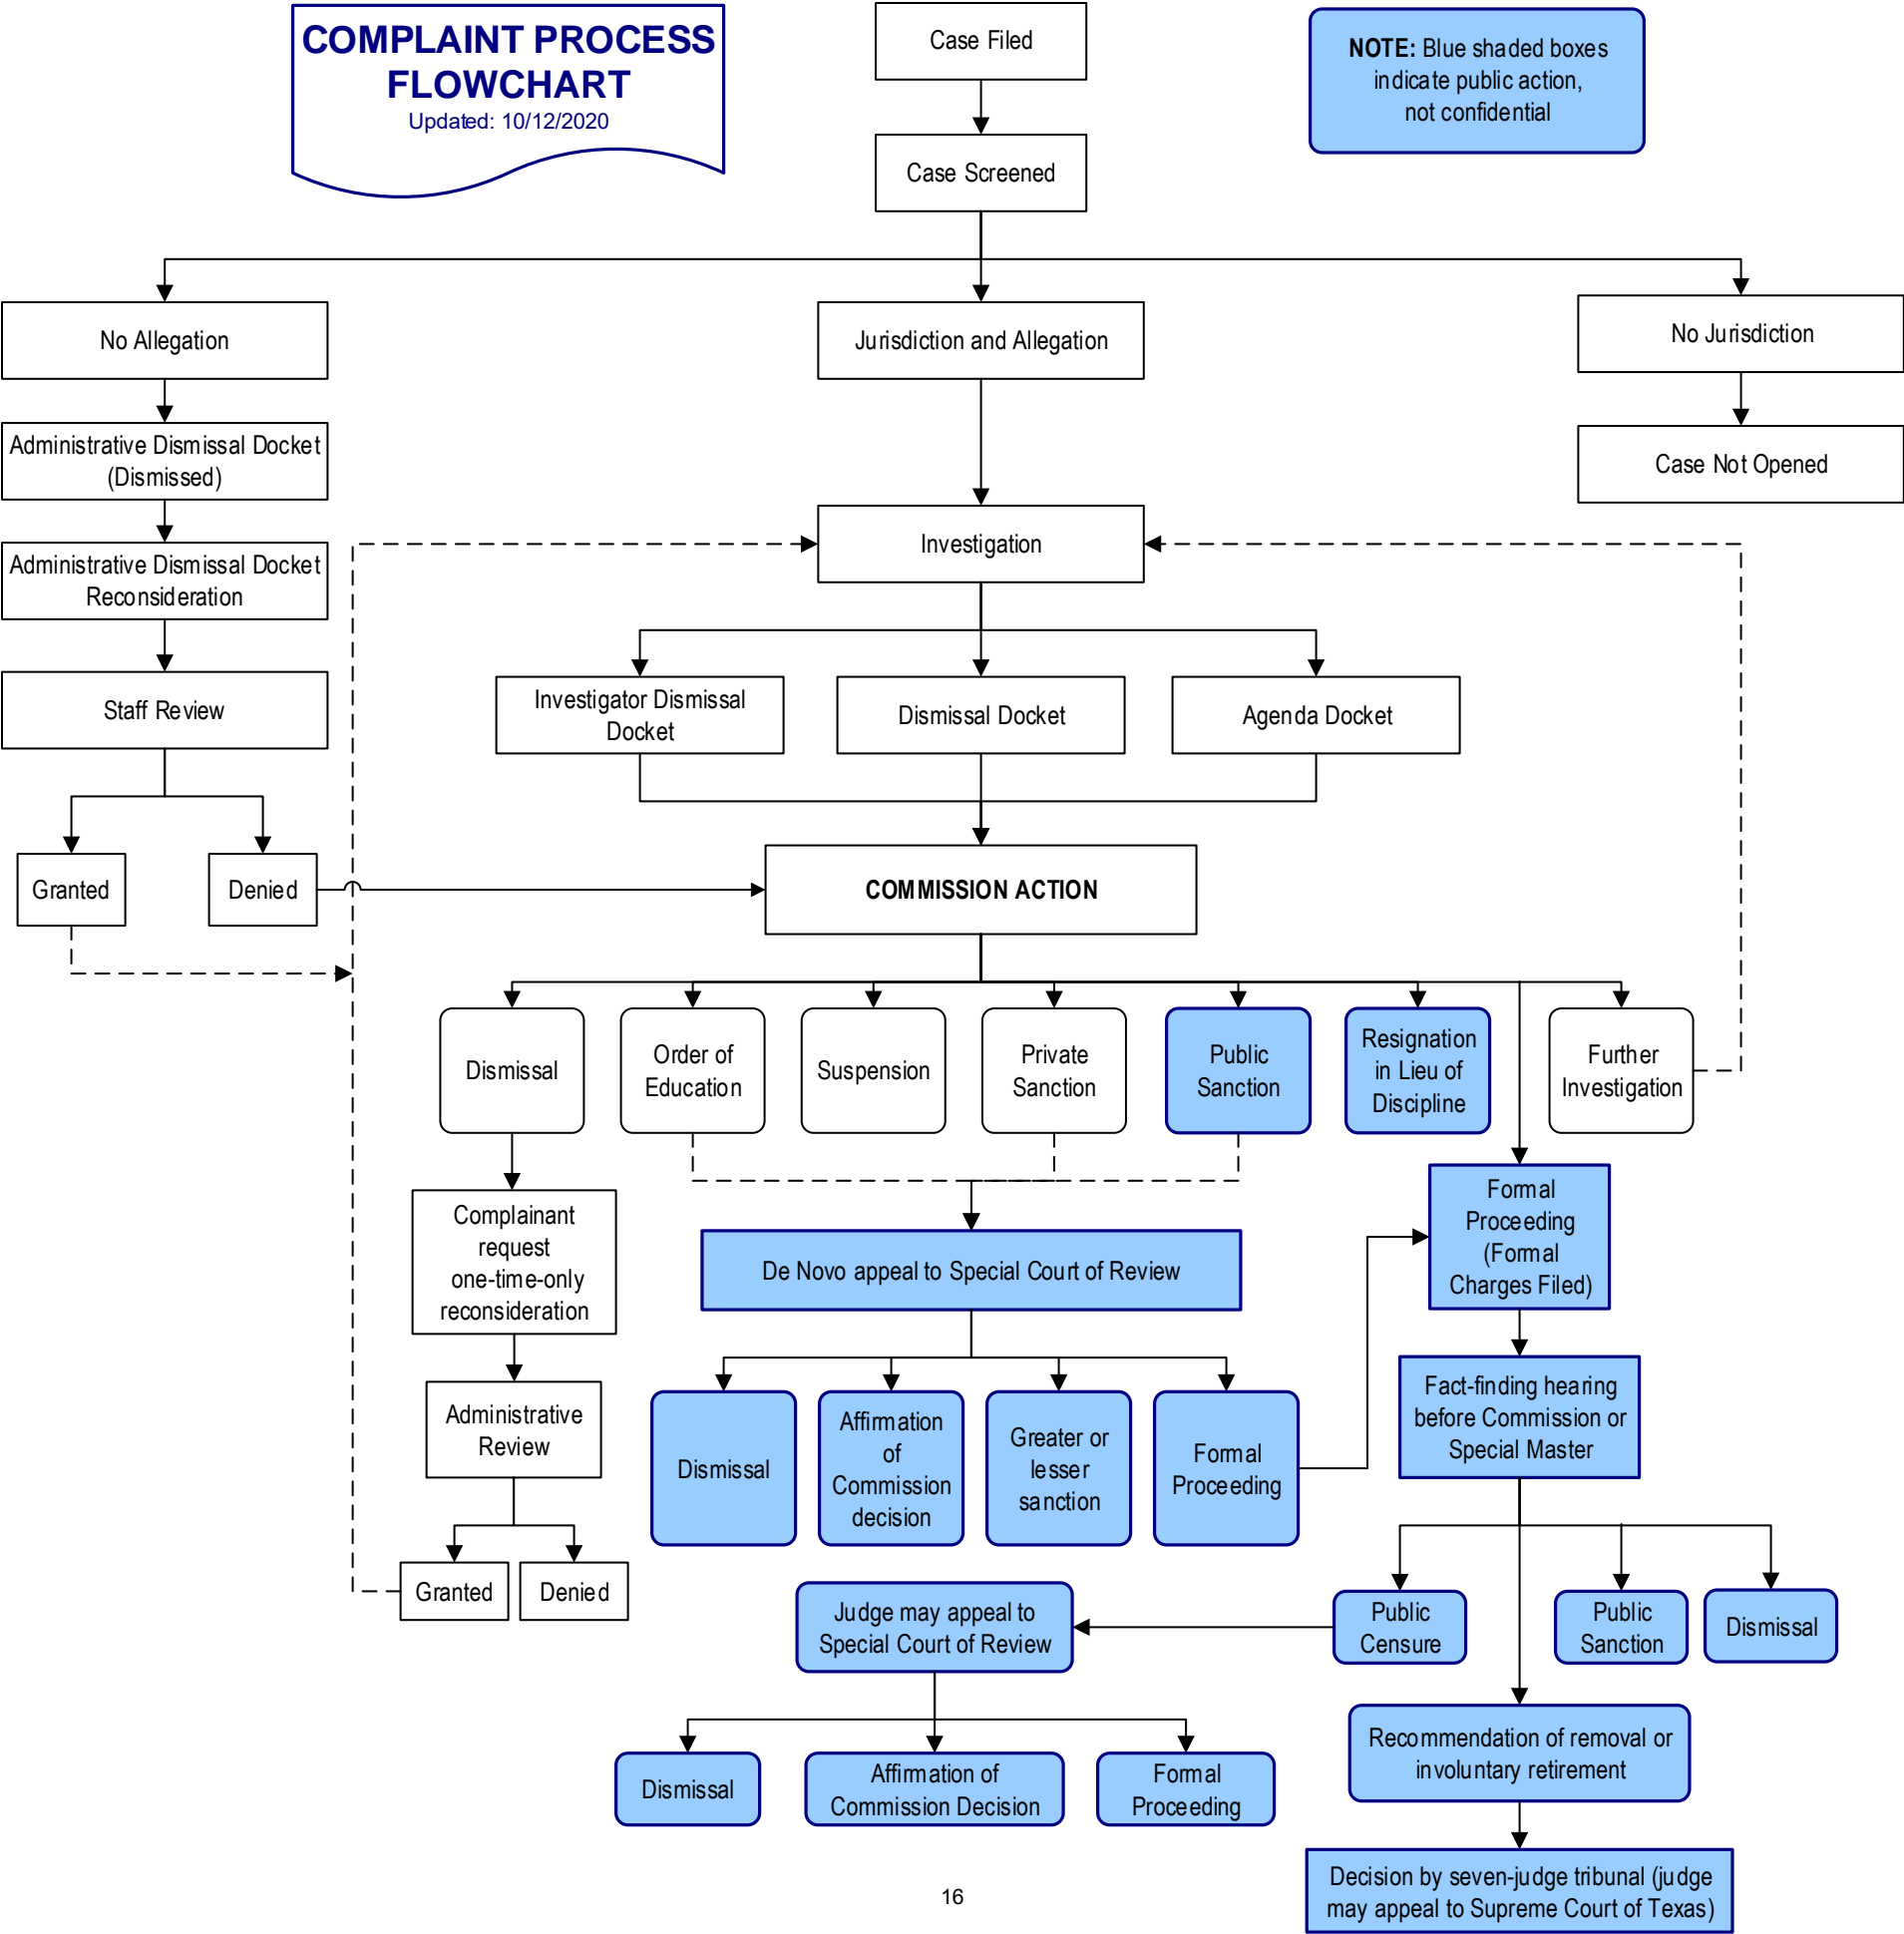 COMPLAINT PROCESS
FLOWCHART
Updated: 10/12/2020
Case Filed
NOTE: Blue shaded boxes
indicate public action,
not confidential
Case Screened
No Allegation
Jurisdiction and Allegation
No Jurisdiction
Administrative Dismissal Docket
(Dismissed)
Case Not Opened
Administrative Dismissal Docket
Reconsideration
Investigation
Staff Review
Investigator Dismissal
Docket
Dismissal Docket
Agenda Docket
Granted
Denied
COMMISSION ACTION
Dismissal
Order of
Education
Suspension
Private
Sanction
Public
Sanction
Resignation
in Lieu of
Discipline
Further
Investigation
Complainant
request
one-time-only
reconsideration
De Novo appeal to Special Court of Review
Formal
Proceeding
(Formal
Charges Filed)
Administrative
Review
Dismissal
Affirmation
of
Commission
decision
Greater or
lesser
sanction
Formal
Proceeding
Fact-finding hearing
before Commission or
Special Master
Granted
Denied
Judge may appeal to
Special Court of Review
Public
Censure
Public
Sanction
Dismissal
Dismissal
Affirmation of
Commission Decision
Formal
Proceeding
Recommendation of removal or
involuntary retirement
Decision by seven-judge tribunal (judge
may appeal to Supreme Court of Texas)
16